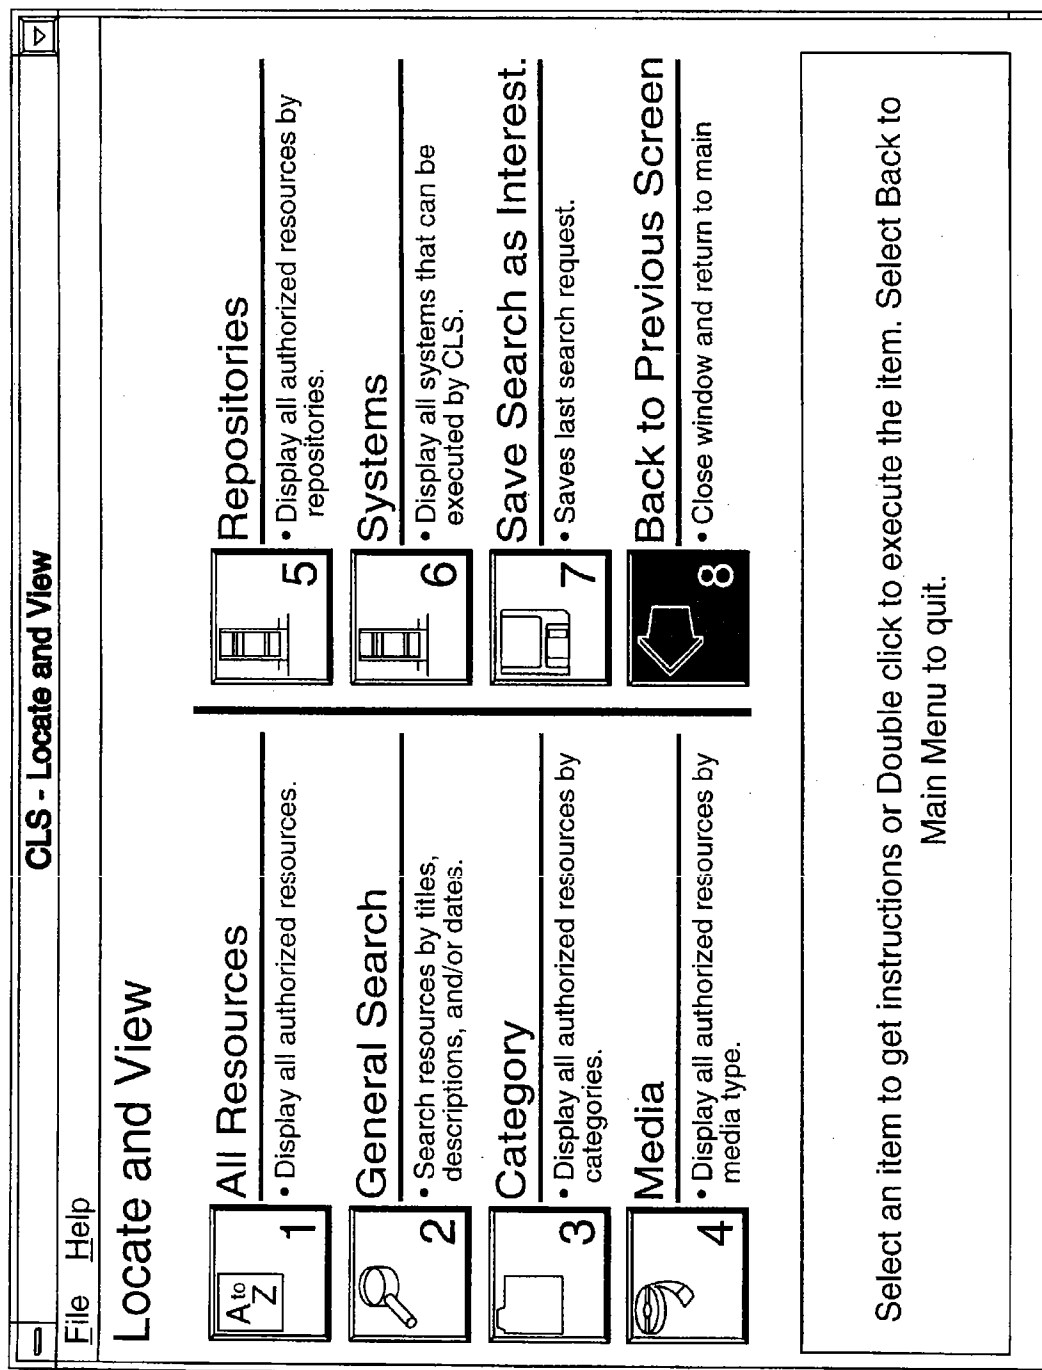 CLS - Locate and View
File Help
Locate and View
A to
Z
1
All Resources
• Display all authorized resources.
2
General Search
• Search resources by titles,
descriptions, and/or dates.
3
Category
• Display all authorized resources by
categories.
4
Media
• Display all authorized resources by
media type.
5
Repositories
• Display all authorized resources by
repositories.
6
Systems
• Display all systems that can be
executed by CLS.
7
Save Search as Interest.
• Saves last search request.
8
Back to Previous Screen
• Close window and return to main
Select an item to get instructions or Double click to execute the item. Select Back to
Main Menu to quit.